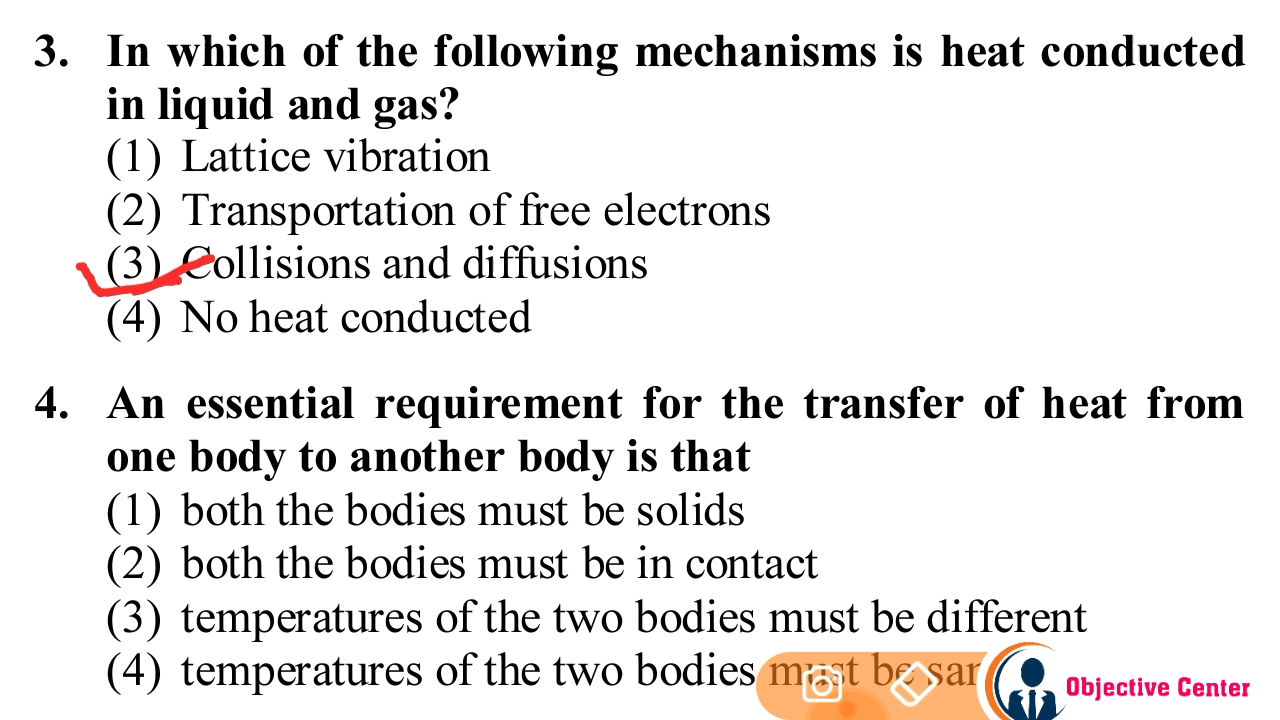 3. In which of the following mechanisms is heat conducted
in liquid and gas?
(1) Lattice vibration
(2) Transportation of free electrons
(3) Collisions and diffusions
(4) No heat conducted
4. An essential requirement for the transfer of heat from
one body to another body is that
(1) both the bodies must be solids
(2) both the bodies must be in contact
(3) temperatures of the two bodies must be different
(4) temperatures of the two bodies must be
Objective Center